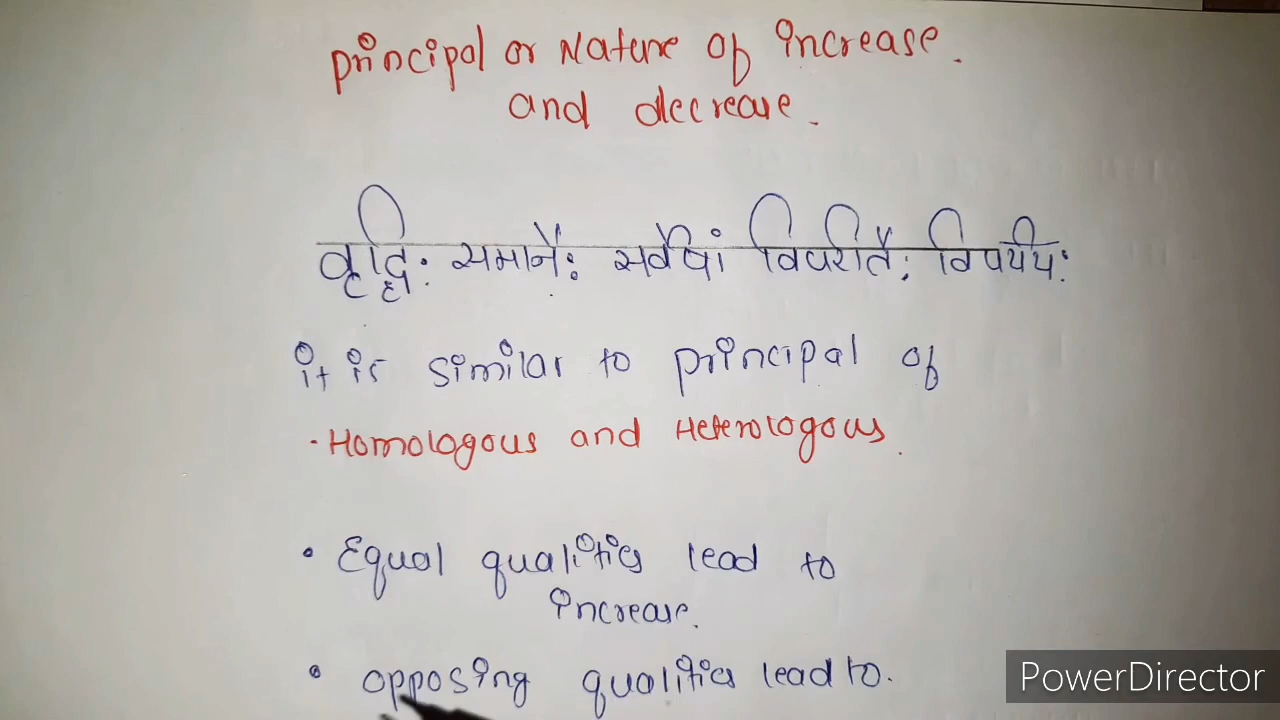 principal or Nature of increase.
and decrease.
वृद्धिः समानैः सर्वेषां विपरीतैः विपर्ययः
it is similar to principal of
• Homologous and Heterologous.
• Equal qualities lead to
increase.
• opposing qualities lead to.
PowerDirector